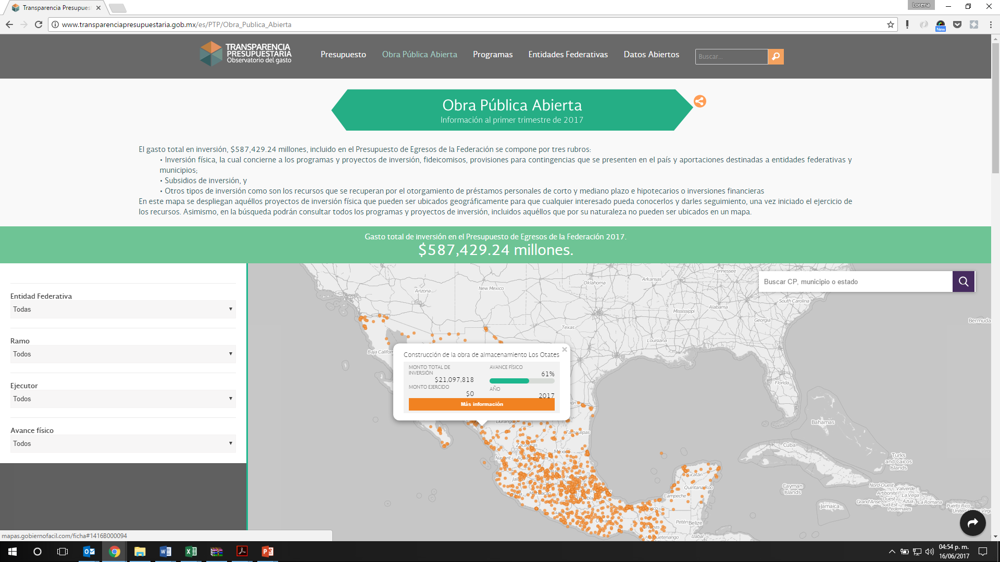 Transparencia Presupues
Lorena
www.transparenciapresupuestaria.gob.mx/es/PTP/Obra_Publica_Abierta
New
TRANSPARENCIA
PRESUPUESTARIA
Observatorio del gasto
Presupuesto
Obra Pública Abierta
Programas
Entidades Federativas
Datos Abiertos
Buscar...
Obra Pública Abierta
Información al primer trimestre de 2017
El gasto total en inversión, $587,429.24 millones, incluido en el Presupuesto de Egresos de la Federación se compone por tres rubros:
• Inversión física, la cual concierne a los programas y proyectos de inversión, fideicomisos, provisiones para contingencias que se presenten en el país y aportaciones destinadas a entidades federativas y
municipios;
• Subsidios de inversión, y
• Otros tipos de inversión como son los recursos que se recuperan por el otorgamiento de préstamos personales de corto y mediano plazo e hipotecarios o inversiones financieras
En este mapa se despliegan aquéllos proyectos de inversión física que pueden ser ubicados geográficamente para que cualquier interesado pueda conocerlos y darles seguimiento, una vez iniciado el ejercicio de
los recursos. Asimismo, en la búsqueda podrán consultar todos los programas y proyectos de inversión, incluidos aquéllos que por su naturaleza no pueden ser ubicados en un mapa.
Gasto total de inversión en el Presupuesto de Egresos de la Federación 2017.
$587,429.24 millones.
Entidad Federativa
Todas
Ramo
Todos
Ejecutor
Todos
Avance físico
Todos
Buscar CP, municipio o estado
Tennessee
Oklahoma
Arkansas
Arizona
New Mexico
South Carolina
Mississippi
Alabama
Georgia
Bermuda
Texas
Louisiana
Baja Californ
Florida
Construcción de la obra de almacenamiento Los Otates
MONTO TOTAL DE
INVERSIÓN
$21,097,818
MONTO EJERCIDO
$0
AVANCE FÍSICO
61%
AÑO
2017
Más información
Durango
Tamaulipas
Bahamas
Zacatecas
México
Cuba
Nayarit
Turks
and Caicos
Islands
Yucatán
Quintana Roo
Campeche
Cayman
Islands
Nord-Ouest
Valverde
Artibonite
La Vega
Ouest
Azua
La Romana
Grand'Anse
Sud-Est
Pedernales
Puerto Rico
Jamaica
Puebla
Guerrero
Oaxaca
Chiapas
Petén
Belize
Huehuetenango
Izabal
mapas.gobiernofacil.com/ficha#1416B000094
04:54 p. m.
16/06/2017